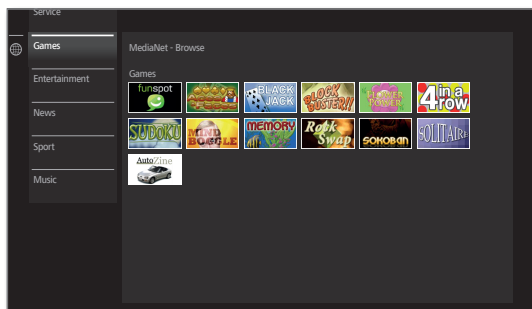 Service
Games
Entertainment
News
Sport
Music
MediaNet - Browse
Games
funspot
BLACK JACK
BLOCK BUSTER!!
FLOWER POWER
4 in a row
SUDOKU
MIND BOGGLE
MEMORY
Rock Swap
SOKOBAN
SOLITAIRE
AutoZine